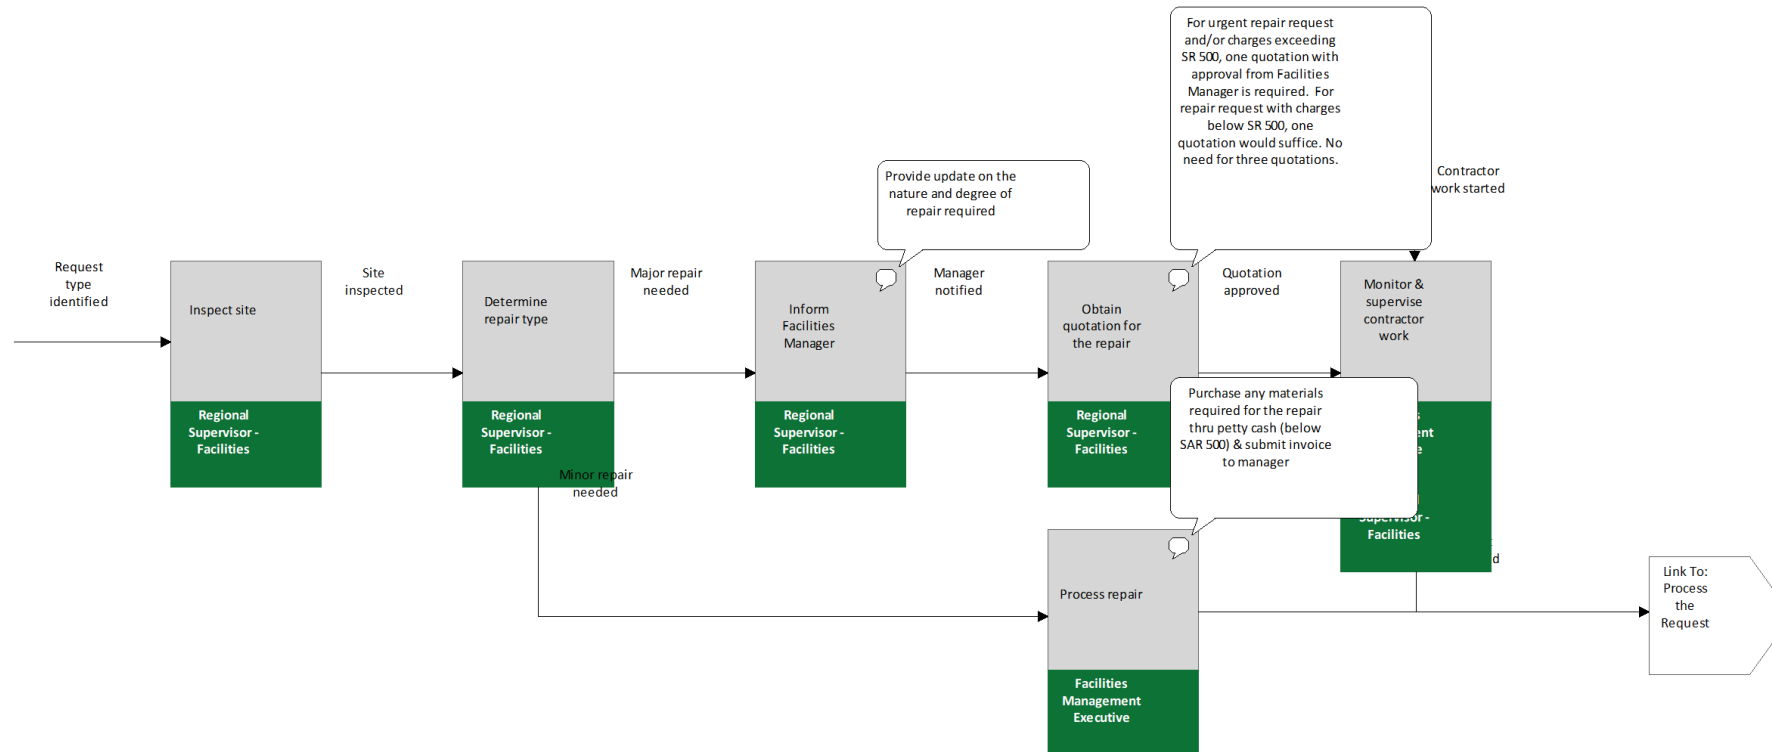 For urgent repair request
and/or charges exceeding
SR 500, one quotation with
approval from Facilities
Manager is required.  For
repair request with charges
below SR 500, one
quotation would suffice. No
need for three quotations.
Provide update on the
nature and degree of
repair required
Contractor
work started
Request
type
identified
Inspect site
Regional
Supervisor -
Facilities
Site
inspected
Determine
repair type
Regional
Supervisor -
Facilities
Major repair
needed
Inform
Facilities
Manager
Regional
Supervisor -
Facilities
Manager
notified
Obtain
quotation for
the repair
Regional
Supervisor -
Facilities
Quotation
approved
Monitor &
supervise
contractor
work
Supervisor -
Facilities
Purchase any materials
required for the repair
thru petty cash (below
SAR 500) & submit invoice
to manager
Minor repair
needed
Process repair
Facilities
Management
Executive
Link To:
Process
the
Request